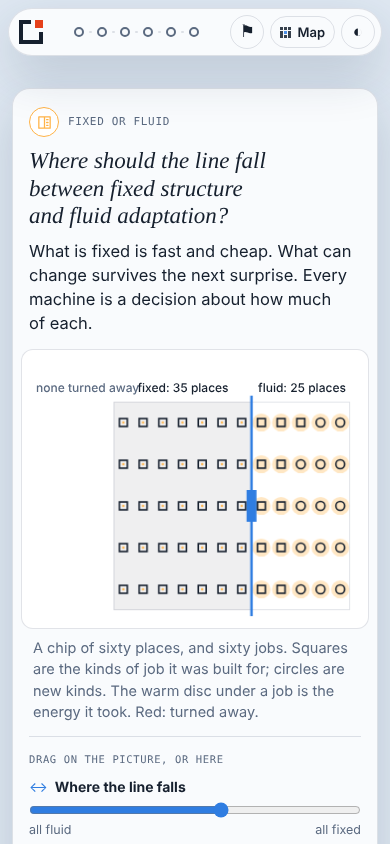 Map
FIXED OR FLUID
Where should the line fall
between fixed structure
and fluid adaptation?
What is fixed is fast and cheap. What can
change survives the next surprise. Every
machine is a decision about how much
of each.
none turned away fixed: 35 places fluid: 25 places
A chip of sixty places, and sixty jobs. Squares
are the kinds of job it was built for; circles are
new kinds. The warm disc under a job is the
energy it took. Red: turned away.
DRAG ON THE PICTURE, OR HERE
Where the line falls
all fluid all fixed